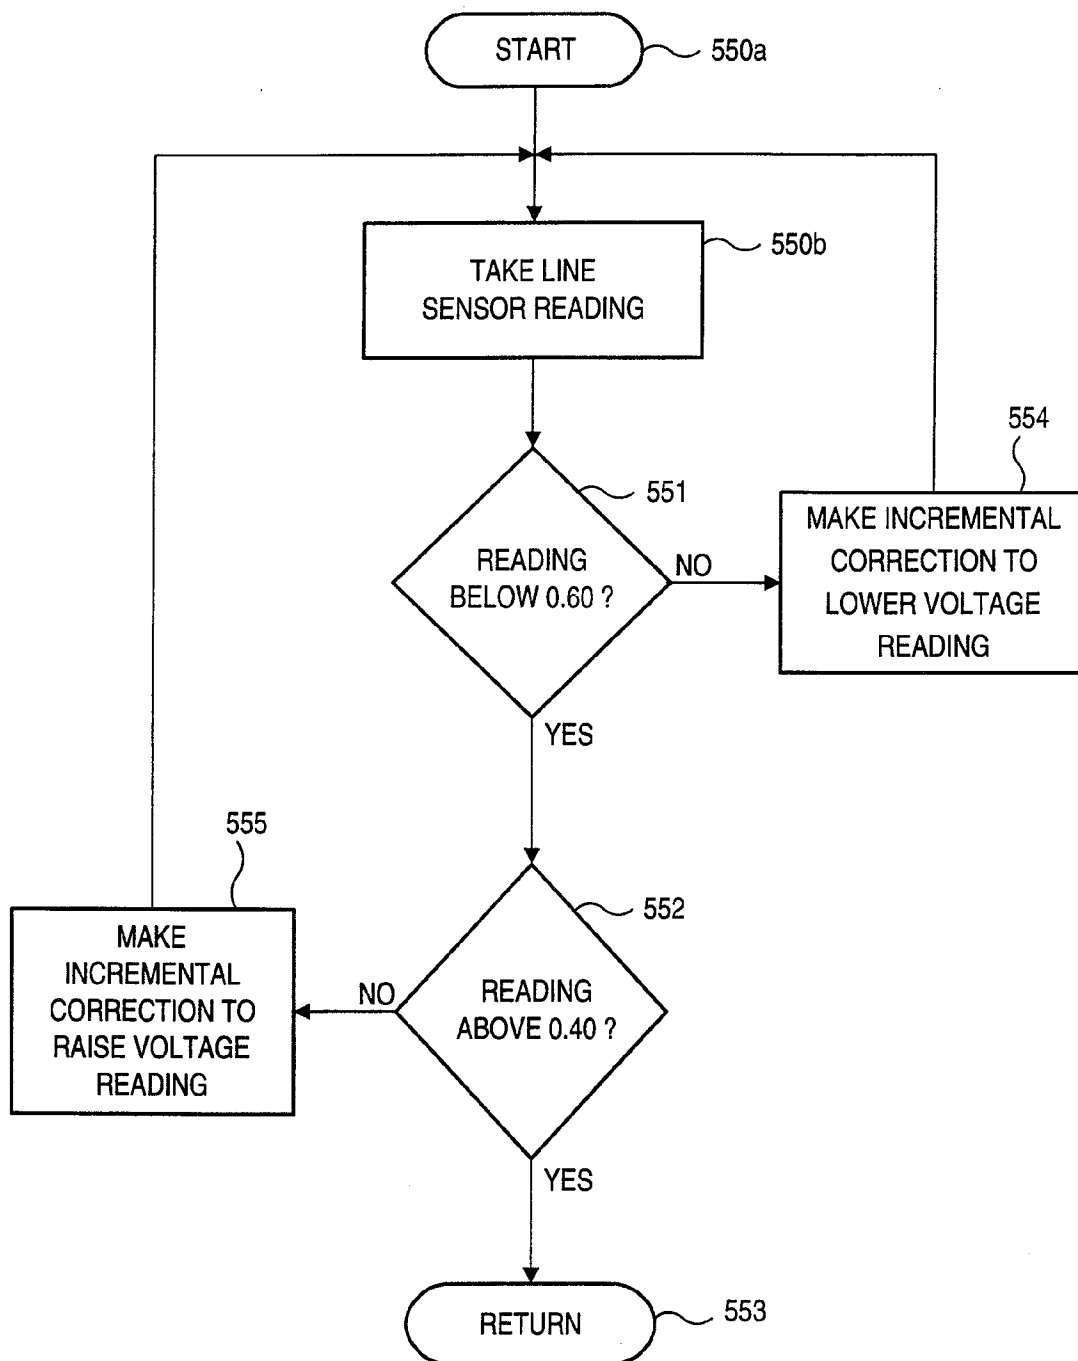 START
550a
TAKE LINE
SENSOR READING
550b
551
READING
BELOW 0.60 ?
NO
554
MAKE INCREMENTAL
CORRECTION TO
LOWER VOLTAGE
READING
YES
552
READING
ABOVE 0.40 ?
NO
555
MAKE
INCREMENTAL
CORRECTION TO
RAISE VOLTAGE
READING
YES
RETURN
553